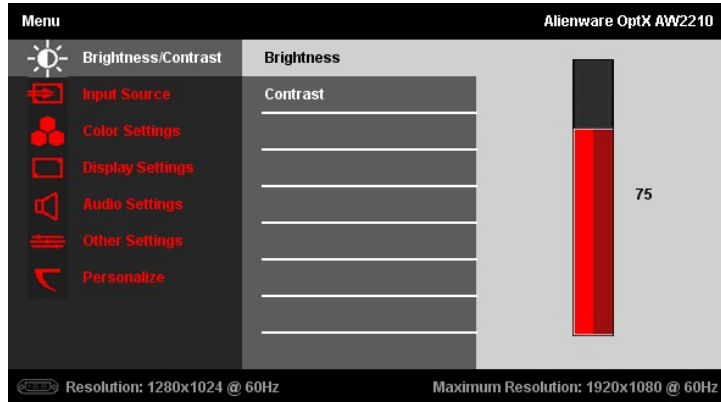 Menu Alienware OptX AW2210
Brightness/Contrast Brightness
Input Source Contrast
Color Settings
Display Settings
75
Audio Settings
Other Settings
Personalize
Resolution: 1280x1024 @ 60Hz Maximum Resolution: 1920x1080 @ 60Hz